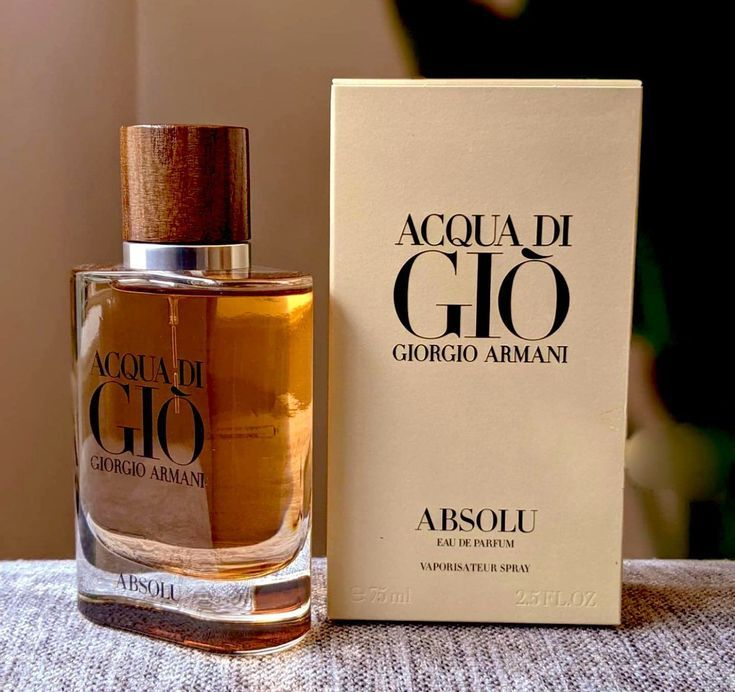 ACQUA DI
GIÒ
GIORGIO ARMANI
ABSOLU
ACQUA DI
GIÒ
GIORGIO ARMANI
ABSOLU
EAU DE PARFUM
VAPORISATEUR SPRAY
e 75 ml 2.5 FL.OZ